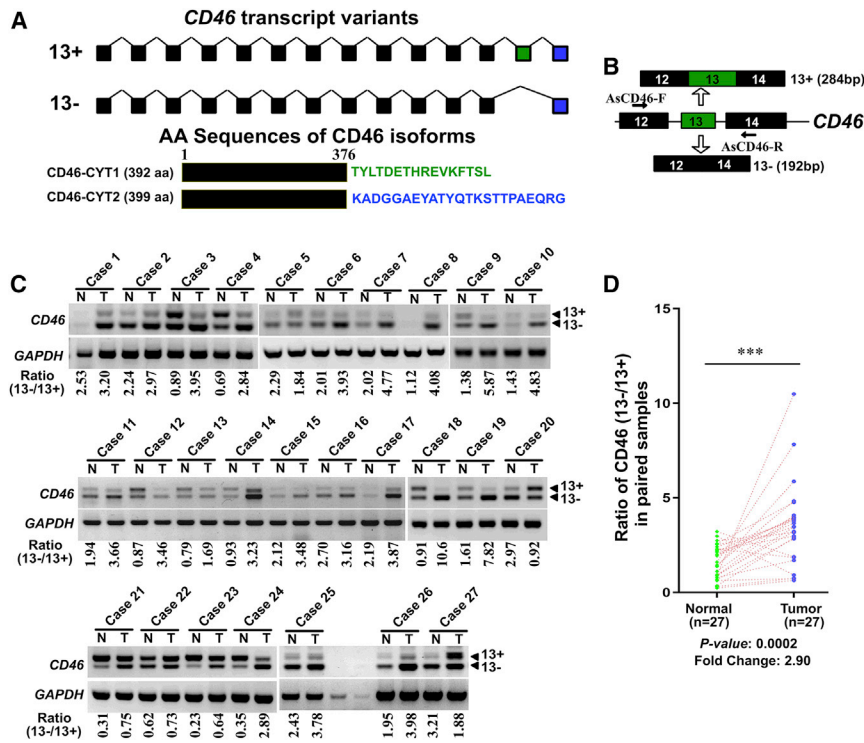 A
CD46 transcript variants
13+
13-
AA Sequences of CD46 isoforms
1 376
CD46-CYT1 (392 aa) TYLTDETHREVKFTSL
CD46-CYT2 (399 aa) KADGGAEYATYQTKSTTPAEQRG
B
12 13 14 13+ (284bp)
AsCD46-F
12 13 14 CD46
AsCD46-R
12 14 13- (192bp)
C
Case 1 Case 2 Case 3 Case 4 Case 5 Case 6 Case 7 Case 8 Case 9 Case 10
N T N T N T N T N T N T N T N T N T N T
CD46 13+
13-
GAPDH
Ratio (13-/13+) 2.53 3.20 2.24 2.97 0.89 3.95 0.69 2.84 2.29 1.84 2.01 3.93 2.02 4.77 1.12 4.08 1.38 5.87 1.43 4.83
Case 11 Case 12 Case 13 Case 14 Case 15 Case 16 Case 17 Case 18 Case 19 Case 20
N T N T N T N T N T N T N T N T N T N T
CD46 13+
13-
GAPDH
Ratio (13-/13+) 1.94 3.66 0.87 3.46 0.79 1.69 0.93 3.23 2.12 3.48 2.70 3.16 2.19 3.87 0.91 10.6 1.61 7.82 2.97 0.92
Case 21 Case 22 Case 23 Case 24 Case 25 Case 26 Case 27
N T N T N T N T N T N T N T
CD46 13+
13-
GAPDH
Ratio (13-/13+) 0.31 0.75 0.62 0.73 0.23 0.64 0.35 2.89 2.43 3.78 1.95 3.98 3.21 1.88
D
Ratio of CD46 (13-/13+)
in paired samples
15
10
5
0
***
Normal Tumor
(n=27) (n=27)
P-value: 0.0002
Fold Change: 2.90